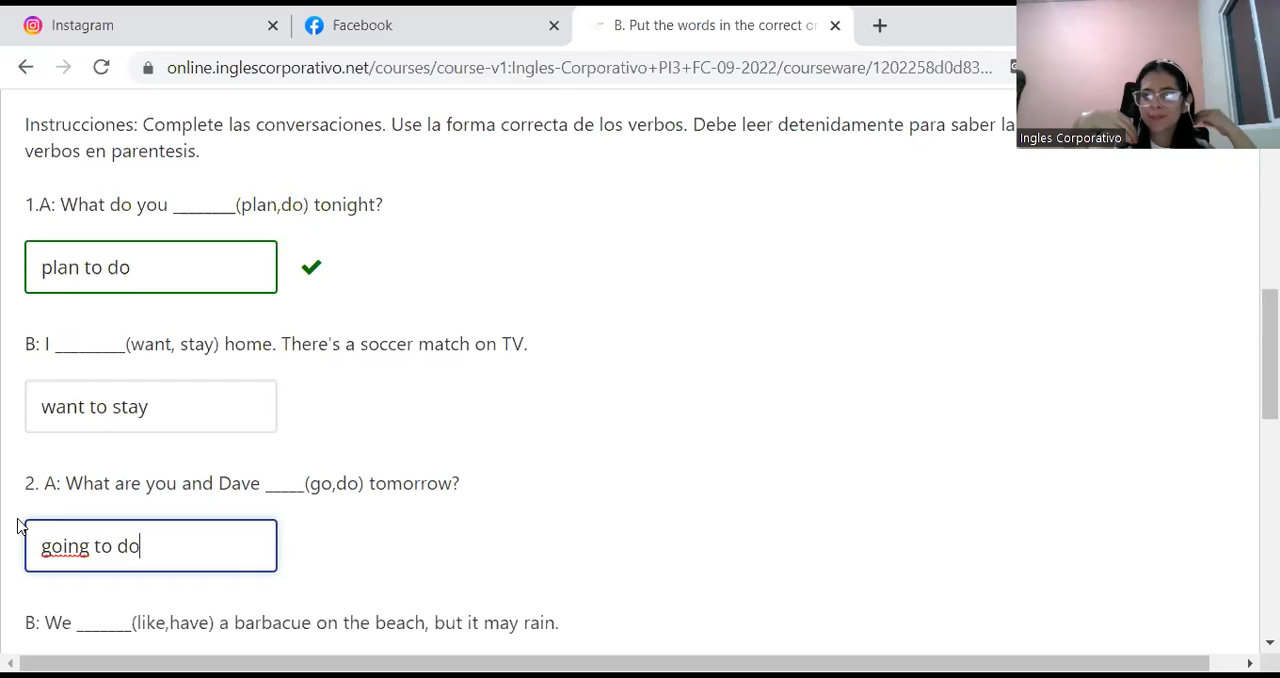 Instagram
Facebook
B. Put the words in the correct or
online.inglescorporativo.net/courses/course-v1:Ingles-Corporativo+PI3+FC-09-2022/courseware/1202258d0d83...
Ingles Corporativo
Instrucciones: Complete las conversaciones. Use la forma correcta de los verbos. Debe leer detenidamente para saber la
verbos en parentesis.
1.A: What do you ________(plan,do) tonight?
plan to do
B: I _________(want, stay) home. There's a soccer match on TV.
want to stay
2. A: What are you and Dave _____(go,do) tomorrow?
going to do
B: We _______(like,have) a barbacue on the beach, but it may rain.